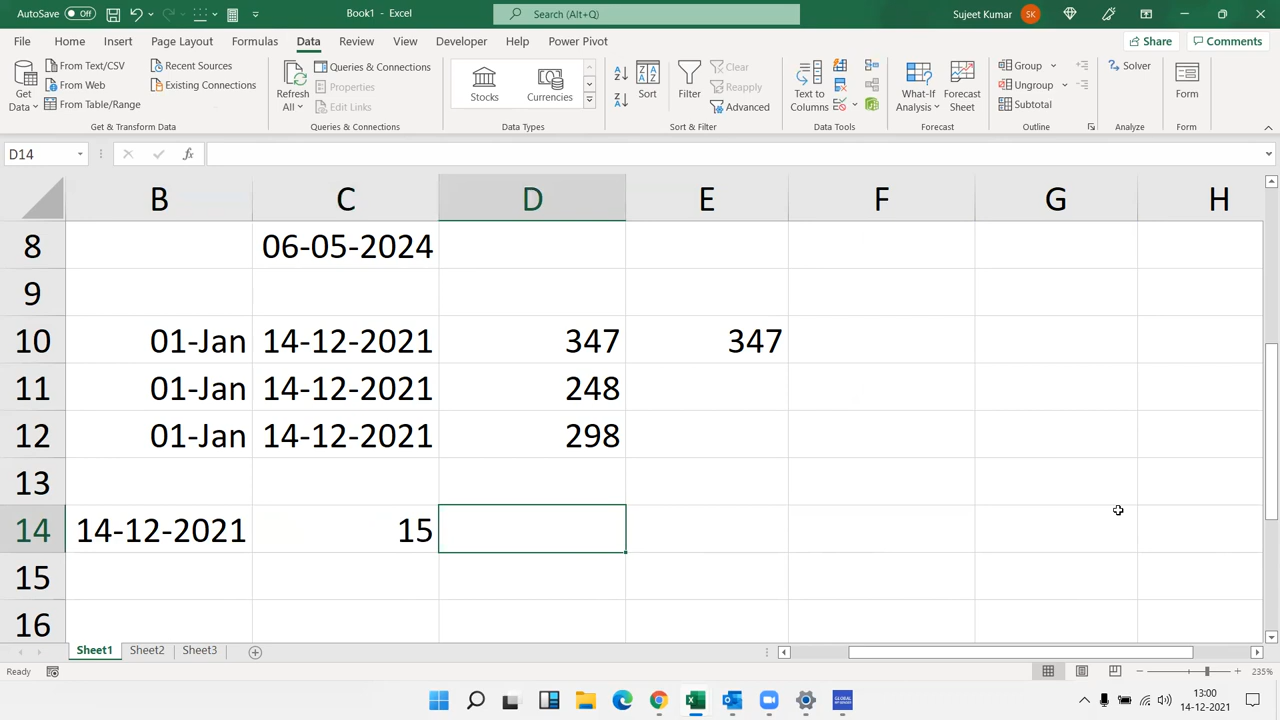 AutoSave Off Book1 - Excel Search (Alt+Q) Sujeet Kumar SK
File Home Insert Page Layout Formulas Data Review View Developer Help Power Pivot Share Comments
Get Data From Text/CSV From Web From Table/Range Recent Sources Existing Connections
Refresh All Queries & Connections Properties Edit Links
Stocks Currencies
Sort Filter Clear Reapply Advanced
Text to Columns
What-If Analysis Forecast Sheet
Group Ungroup Subtotal
Solver Form
Get & Transform Data Queries & Connections Data Types Sort & Filter Data Tools Forecast Outline Analyze Form
D14 fx
B C D E F G H
8 06-05-2024
9
10 01-Jan 14-12-2021 347 347
11 01-Jan 14-12-2021 248
12 01-Jan 14-12-2021 298
13
14 14-12-2021 15
15
16
Sheet1 Sheet2 Sheet3
Ready 235%
13:00
14-12-2021